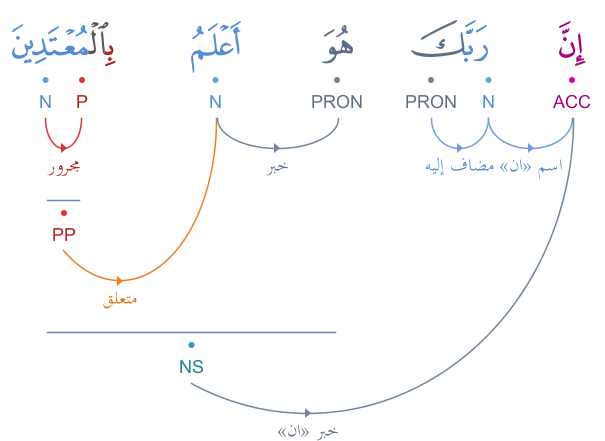 إِنَّ رَبَّكَ هُوَ أَعْلَمُ بِٱلْمُعْتَدِينَ
ACC N PRON PRON N P N
اسم «ان» مضاف إليه خبر مجرور
PP
متعلق
NS
خبر «ان»